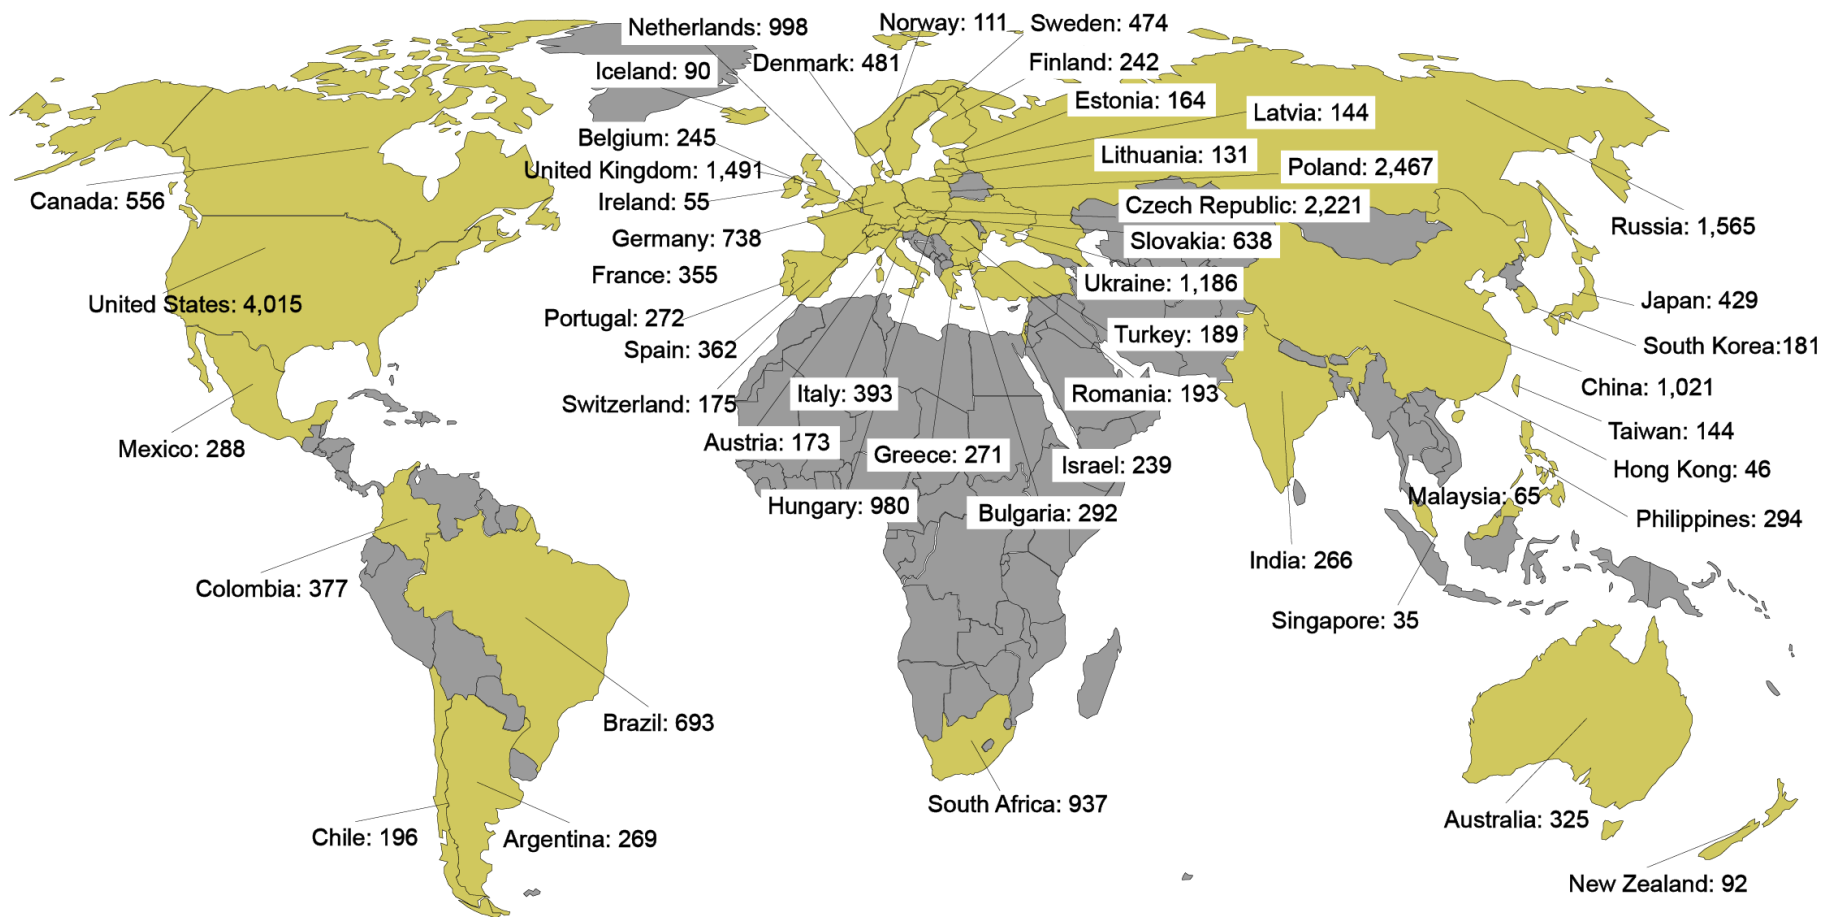 Netherlands: 998
Norway: 111
Sweden: 474
Iceland: 90
Denmark: 481
Finland: 242
Estonia: 164
Latvia: 144
Belgium: 245
Lithuania: 131
United Kingdom: 1,491
Poland: 2,467
Canada: 556
Ireland: 55
Czech Republic: 2,221
Russia: 1,565
Germany: 738
Slovakia: 638
France: 355
Ukraine: 1,186
United States: 4,015
Japan: 429
Portugal: 272
Turkey: 189
South Korea:181
Spain: 362
China: 1,021
Switzerland: 175
Italy: 393
Romania: 193
Taiwan: 144
Mexico: 288
Austria: 173
Greece: 271
Israel: 239
Hong Kong: 46
Malaysia: 65
Hungary: 980
Bulgaria: 292
Philippines: 294
India: 266
Colombia: 377
Singapore: 35
Brazil: 693
South Africa: 937
Australia: 325
Chile: 196
Argentina: 269
New Zealand: 92